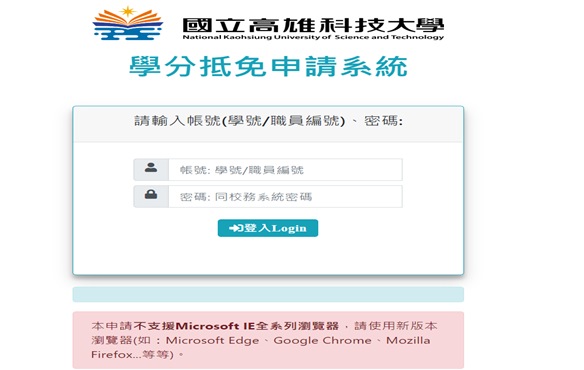 國立高雄科技大學
National Kaohsiung University of Science and Technology
學分抵免申請系統
請輸入帳號(學號/職員編號)、密碼:
帳號: 學號/職員編號
密碼: 同校務系統密碼
登入Login
本申請不支援Microsoft IE全系列瀏覽器，請使用新版本
瀏覽器(如：Microsoft Edge、Google Chrome、Mozilla
Firefox...等等)。